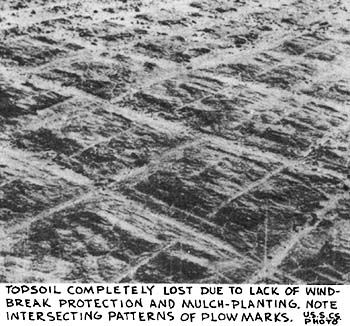 TOPSOIL COMPLETELY LOST DUE TO LACK OF WIND-
BREAK PROTECTION AND MULCH-PLANTING. NOTE
INTERSECTING PATTERNS OF PLOW MARKS. U.S.S.C.S. PHOTO